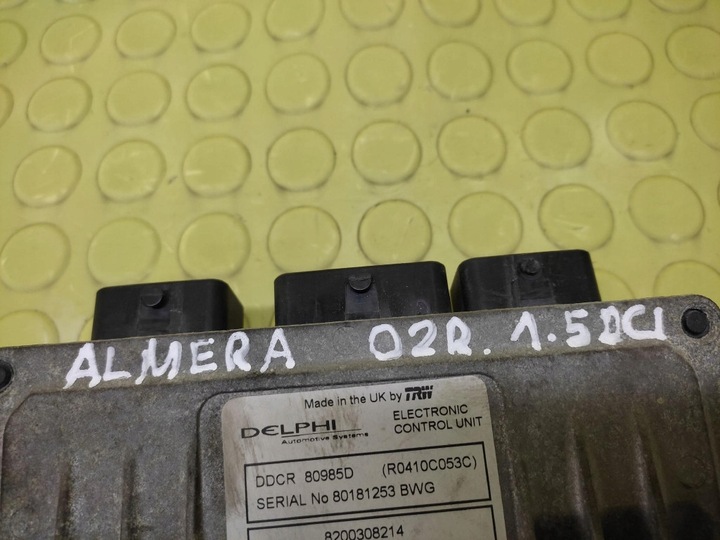 ALMERA 02R. 1.5DCI
Made in the UK by TRW
DELPHI
Automotive Systems
ELECTRONIC
CONTROL UNIT
DDCR 80985D (R0410C053C)
SERIAL No 80181253 BWG
8200308214